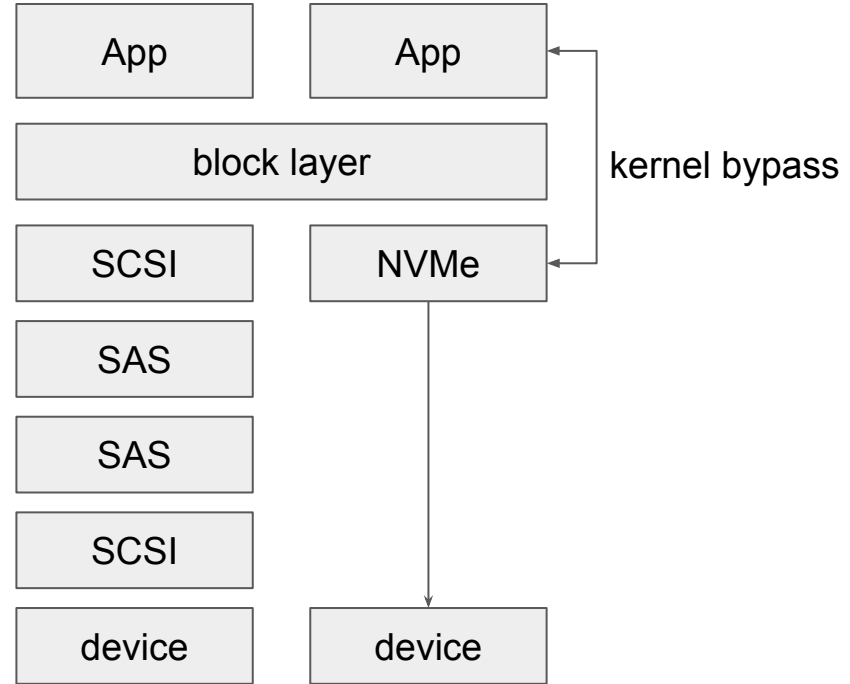 App
App
block layer
kernel bypass
SCSI
NVMe
SAS
SAS
SCSI
device
device